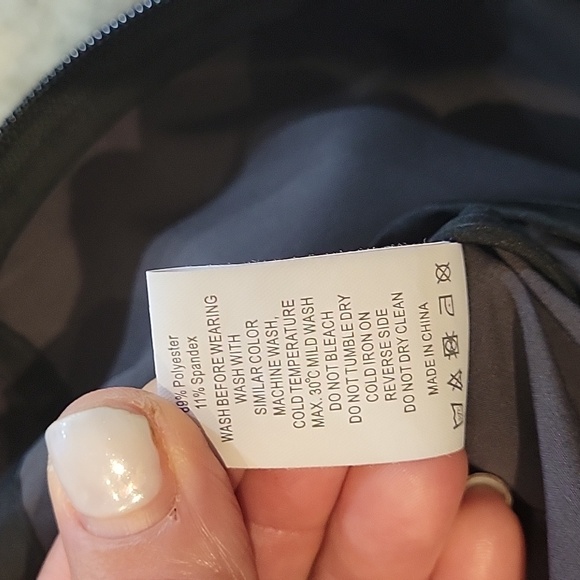 89% Polyester
11% Spandex
WASH BEFORE WEARING
WASH WITH
SIMILAR COLOR
MACHINE WASH,
COLD TEMPERATURE
MAX. 30°C MILD WASH
DO NOT BLEACH
DO NOT TUMBLE DRY
COLD IRON ON
REVERSE SIDE
DO NOT DRY CLEAN
MADE IN CHINA